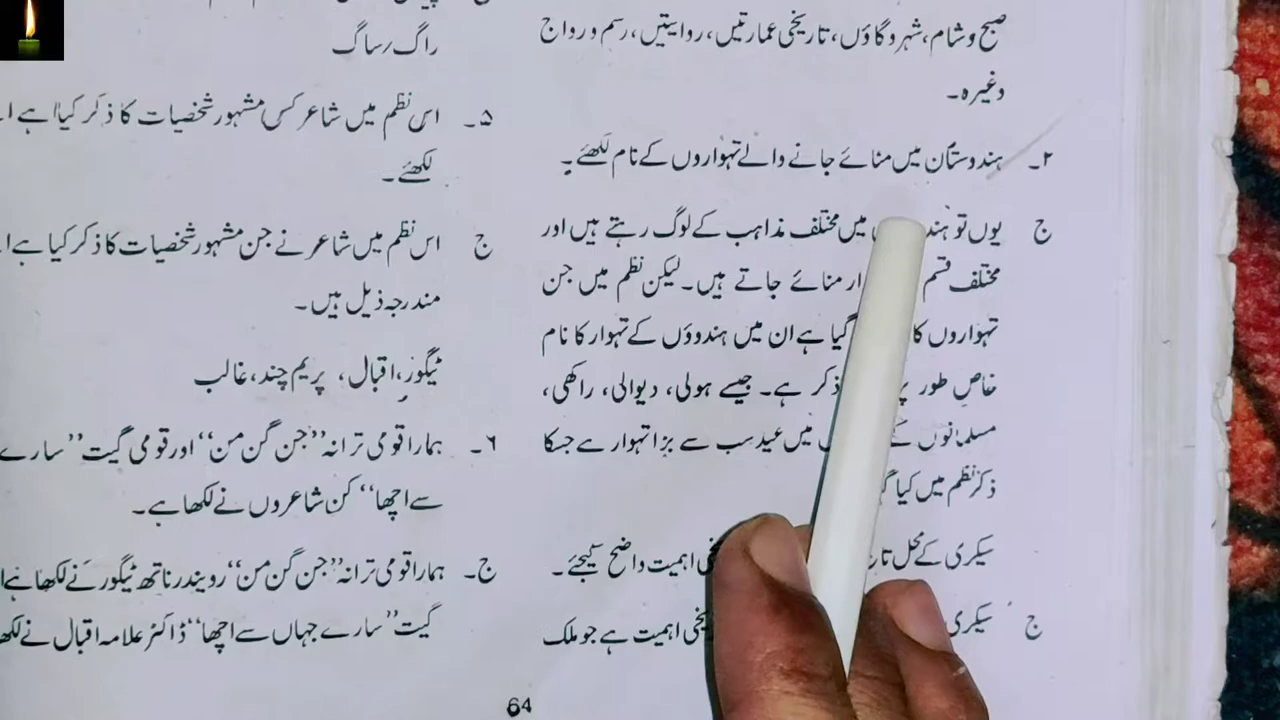 صبح و شام، شہر و گاؤں، تاریخی عمارتیں، روایتیں، رسم و رواج
وغیرہ۔
۲۔ ہندوستان میں منائے جانے والے تہواروں کے نام لکھئے۔
ج یوں تو میں مختلف مذاہب کے لوگ رہتے ہیں اور
مختلف قسم منائے جاتے ہیں۔ لیکن نظم میں جن
تہواروں کا گیا ہے ان میں ہندوؤں کے تہوار کا نام
خاص طور ذکر ہے۔ جیسے ہولی، دیوالی، راکھی،
مسلمانوں میں عید سب سے بڑا تہوار ہے جسکا
ذکر نظم میں کیا
سیکری کے محل اہمیت واضح کیجئے۔
ج سیکری اہمیت ہے جو ملک
راگ / ساگ
۵۔ اس نظم میں شاعر کس مشہور شخصیات کا ذکر کیا ہے
لکھئے۔
ج اس نظم میں شاعر نے جن مشہور شخصیات کا ذکر کیا ہے
مندرجہ ذیل ہیں۔
ٹیگور، اقبال، پریم چند، غالب
۶۔ ہمارا قومی ترانہ ”جن گن من“ اور قومی گیت ”سارے
سے اچھا“ کن شاعروں نے لکھا ہے۔
ج۔ ہمارا قومی ترانہ ”جن گن من“ رویندر ناتھ ٹیگور نے لکھا ہے
گیت ”سارے جہاں سے اچھا“ ڈاکٹر علامہ اقبال نے
64